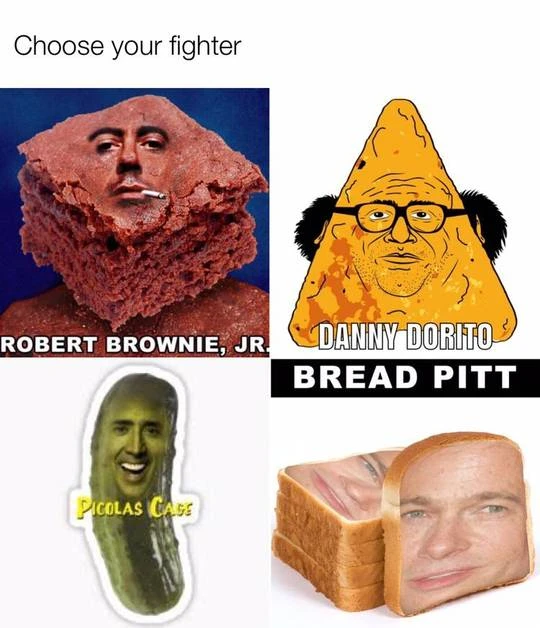 Choose your fighter
ROBERT BROWNIE, JR.
DANNY DORITO
BREAD PITT
PICOLAS CAGE